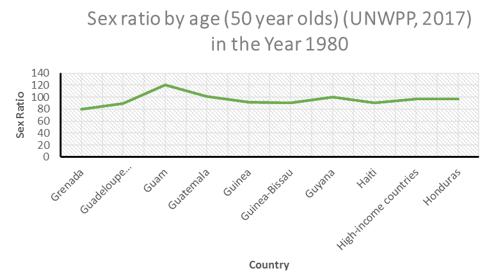 Sex ratio by age (50 year olds) (UNWPP, 2017)
in the Year 1980
140
120
100
80
60
40
20
0
Sex Ratio
Grenada
Guadeloupe...
Guam
Guatemala
Guinea
Guinea-Bissau
Guyana
Haiti
High-income countries
Honduras
Country